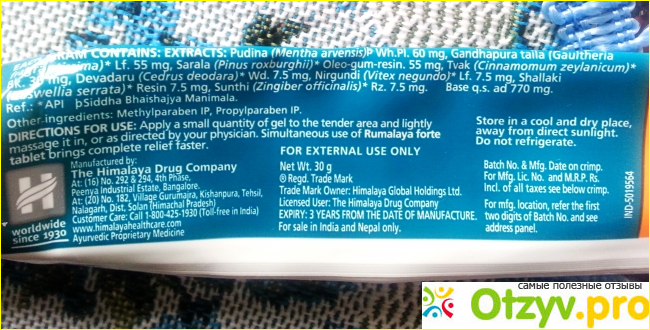 GRAM CONTAINS: EXTRACTS: Pudina (Mentha arvensis)Þ Wh.Pl. 60 mg, Gandhapura taila (Gaultheria
)* Lf. 55 mg, Sarala (Pinus roxburghii)* Oleo-gum-resin. 55 mg, Tvak (Cinnamomum zeylanicum)*
Bk. 30 mg, Devadaru (Cedrus deodara)* Wd. 7.5 mg, Nirgundi (Vitex negundo)* Lf. 7.5 mg, Shallaki
serrata)* Resin 7.5 mg, Sunthi (Zingiber officinalis)* Rz. 7.5 mg. Base q.s. ad 770 mg.
Ref.: *API ÞSiddha Bhaishajya Manimala.
Other ingredients: Methylparaben IP, Propylparaben IP.
DIRECTIONS FOR USE: Apply a small quantity of gel to the tender area and lightly
massage it in, or as directed by your physician. Simultaneous use of Rumalaya forte
tablet brings complete relief faster.
Manufactured by:
The Himalaya Drug Company
At: (16) No. 292 & 294, 4th Phase,
Peenya Industrial Estate, Bangalore.
At: (20) No. 182, Village Gurumajra, Kishanpura, Tehsil,
Nalagarh, Dist. Solan (Himachal Pradesh)
Customer Care: Call 1-800-425-1930 (Toll-free in India)
www.himalayahealthcare.com
Ayurvedic Proprietary Medicine
worldwide
since 1930
FOR EXTERNAL USE ONLY
Net Wt. 30 g
® Regd. Trade Mark
Trade Mark Owner: Himalaya Global Holdings Ltd.
Licensed User: The Himalaya Drug Company
EXPIRY: 3 YEARS FROM THE DATE OF MANUFACTURE.
For sale in India and Nepal only.
Store in a cool and dry place,
away from direct sunlight.
Do not refrigerate.
Batch No. & Mfg. Date on crimp.
For Mfg. Lic. No. and M.R.P. Rs.
Incl. of all taxes see below crimp.
For mfg. location, refer the first
two digits of Batch No. and see
address panel.
IND-5019564
самые полезные отзывы
Otzyv.pro